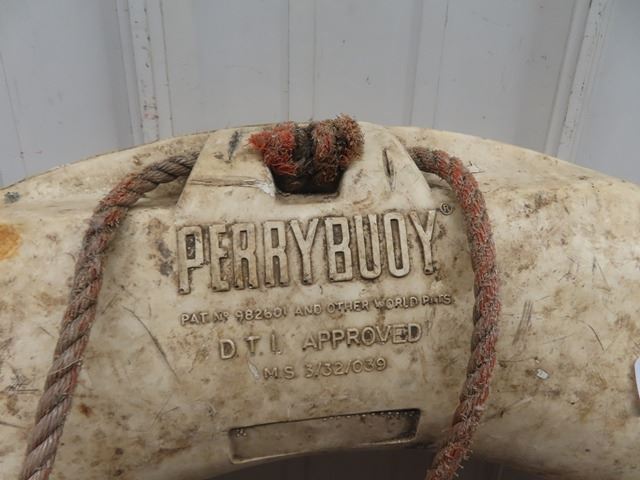 PERRYBUOY®
PAT. Nº 982601 AND OTHER WORLD PATS.
D.T.I. APPROVED
M.S. 3/32/039